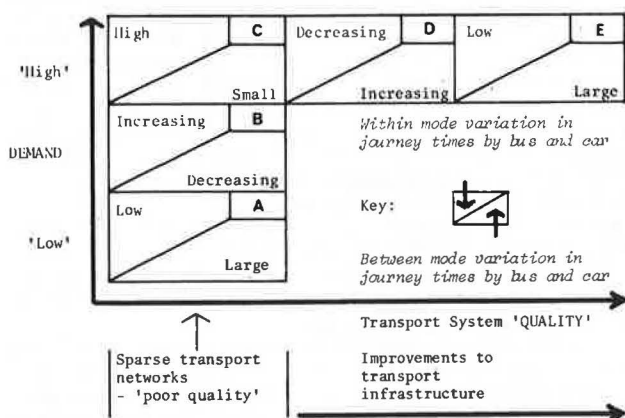 High
C
Decreasing
D
Low
E
'High'
Small
Increasing
Large
Increasing
B
Within mode variation in
journey times by bus and car
DEMAND
Decreasing
Low
A
Key:
'Low'
Large
Between mode variation in
journey times by bus and car
Transport System 'QUALITY'
Sparse transport
networks
- 'poor quality'
Improvements to
transport
infrastructure